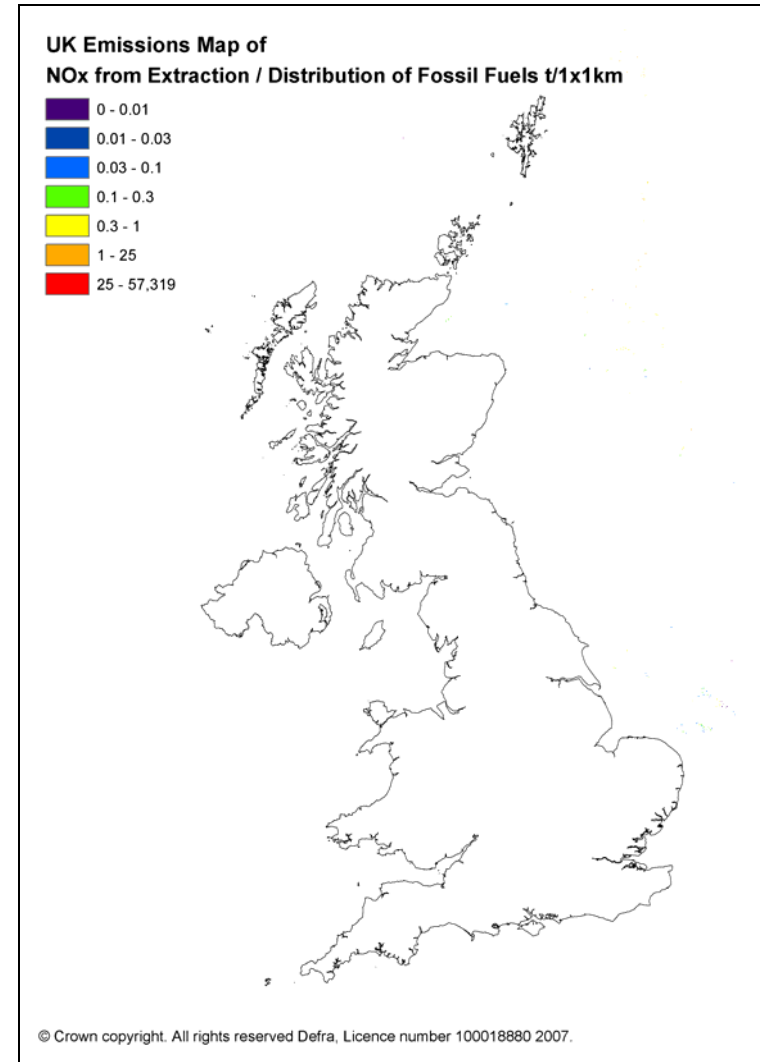 UK Emissions Map of
NOx from Extraction / Distribution of Fossil Fuels t/1x1km
0 - 0.01
0.01 - 0.03
0.03 - 0.1
0.1 - 0.3
0.3 - 1
1 - 25
25 - 57,319
© Crown copyright. All rights reserved Defra, Licence number 100018880 2007.